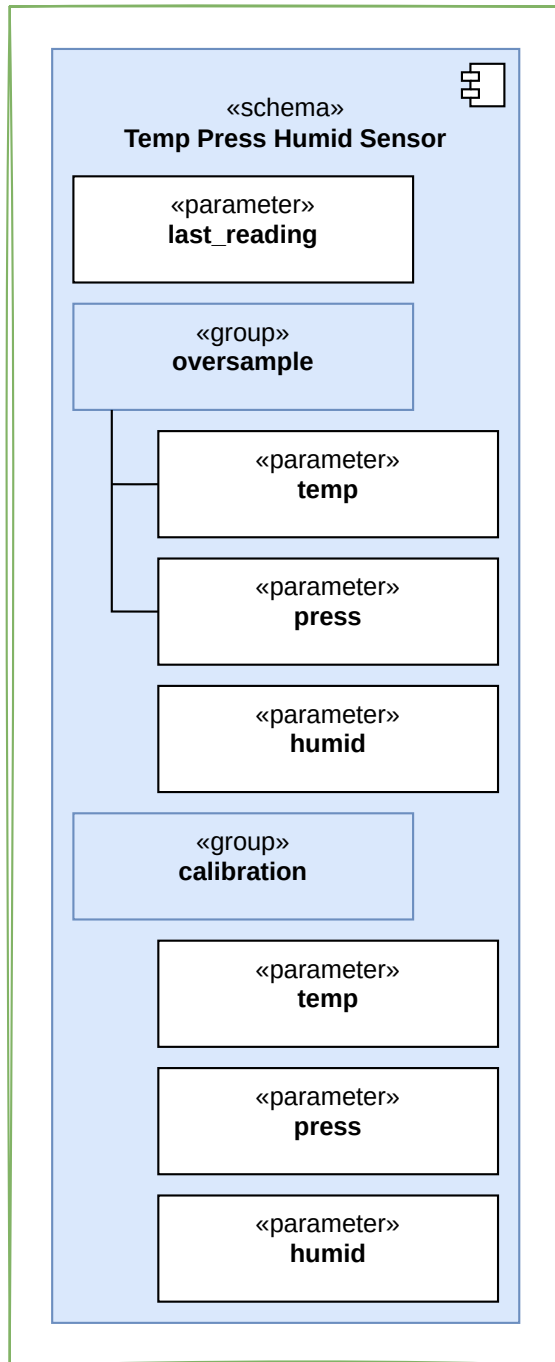 «schema»
Temp Press Humid Sensor
«parameter»
last_reading
«group»
oversample
«parameter»
temp
«parameter»
press
«parameter»
humid
«group»
calibration
«parameter»
temp
«parameter»
press
«parameter»
humid